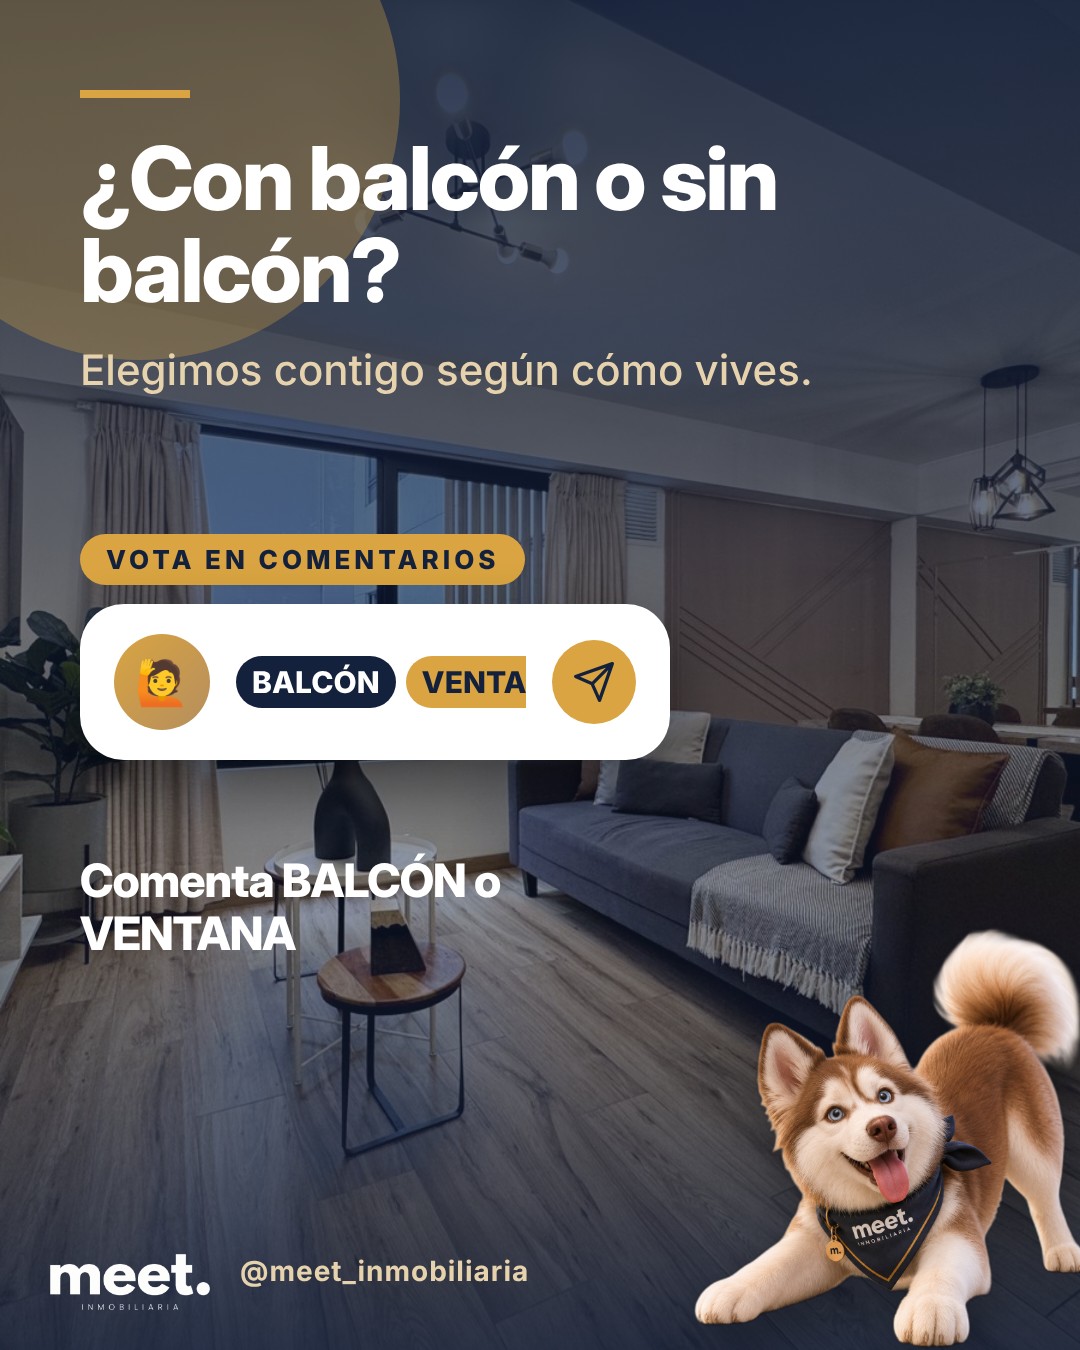 ¿Con balcón o sin
balcón?
Elegimos contigo según cómo vives.
VOTA EN COMENTARIOS
BALCÓN VENTA
Comenta BALCÓN o
VENTANA
meet.
INMOBILIARIA
m.
meet.
INMOBILIARIA
@meet_inmobiliaria